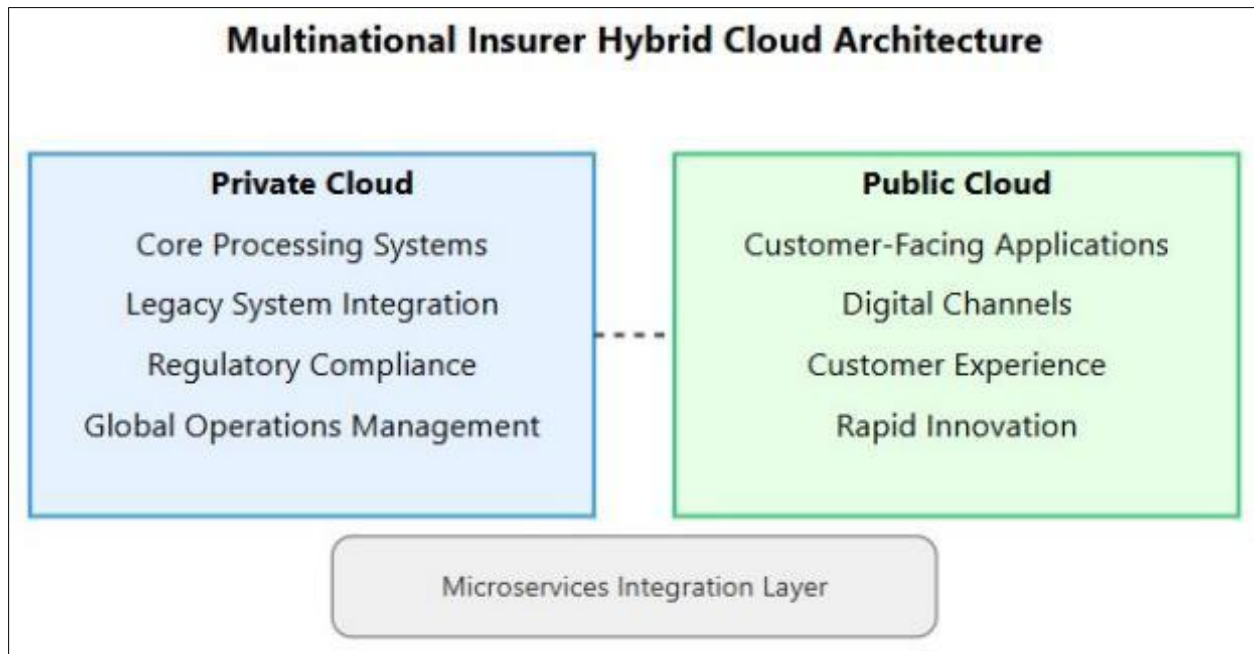 Multinational Insurer Hybrid Cloud Architecture
Private Cloud
Core Processing Systems
Legacy System Integration
Regulatory Compliance
Global Operations Management
Public Cloud
Customer-Facing Applications
Digital Channels
Customer Experience
Rapid Innovation
Microservices Integration Layer